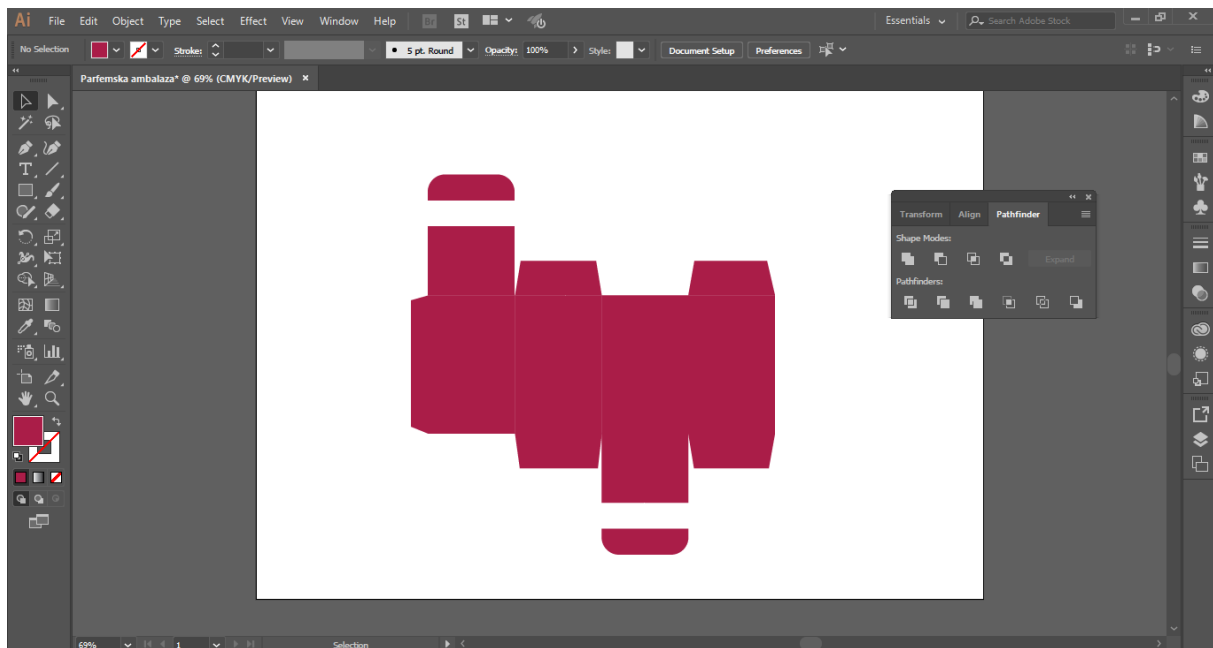 Ai File Edit Object Type Select Effect View Window Help Br St Essentials Search Adobe Stock
No Selection Stroke: 5 pt. Round Opacity: 100% Style: Document Setup Preferences
Parfemska ambalaza* @ 69% (CMYK/Preview) ×
Transform Align Pathfinder
Shape Modes:
Expand
Pathfinders:
69% 1 Selection